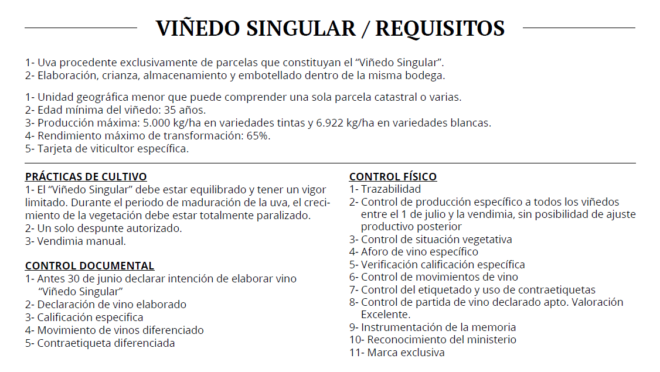 VIÑEDO SINGULAR / REQUISITOS
1- Uva procedente exclusivamente de parcelas que constituyan el “Viñedo Singular”.
2- Elaboración, crianza, almacenamiento y embotellado dentro de la misma bodega.
1- Unidad geográfica menor que puede comprender una sola parcela catastral o varias.
2- Edad mínima del viñedo: 35 años.
3- Producción máxima: 5.000 kg/ha en variedades tintas y 6.922 kg/ha en variedades blancas.
4- Rendimiento máximo de transformación: 65%.
5- Tarjeta de viticultor específica.
PRÁCTICAS DE CULTIVO
1- El “Viñedo Singular” debe estar equilibrado y tener un vigor
limitado. Durante el periodo de maduración de la uva, el creci-
miento de la vegetación debe estar totalmente paralizado.
2- Un solo despunte autorizado.
3- Vendimia manual.
CONTROL DOCUMENTAL
1- Antes 30 de junio declarar intención de elaborar vino
“Viñedo Singular”
2- Declaración de vino elaborado
3- Calificación especifica
4- Movimiento de vinos diferenciado
5- Contraetiqueta diferenciada
CONTROL FÍSICO
1- Trazabilidad
2- Control de producción específico a todos los viñedos
entre el 1 de julio y la vendimia, sin posibilidad de ajuste
productivo posterior
3- Control de situación vegetativa
4- Aforo de vino específico
5- Verificación calificación específica
6- Control de movimientos de vino
7- Control del etiquetado y uso de contraetiquetas
8- Control de partida de vino declarado apto. Valoración
Excelente.
9- Instrumentación de la memoria
10- Reconocimiento del ministerio
11- Marca exclusiva